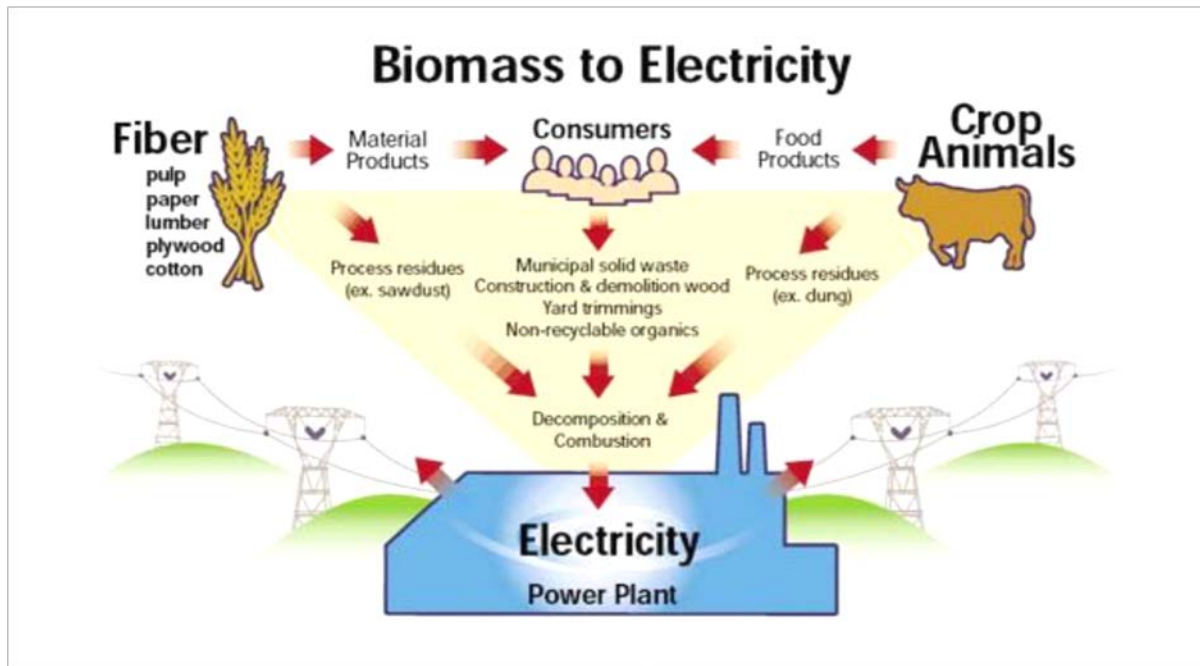 Biomass to Electricity
Fiber
pulp
paper
lumber
plywood
cotton
Material
Products
Consumers
Food
Products
Crop
Animals
Process residues
(ex. sawdust)
Municipal solid waste
Construction & demolition wood
Yard trimmings
Non-recyclable organics
Process residues
(ex. dung)
Decomposition &
Combustion
Electricity
Power Plant